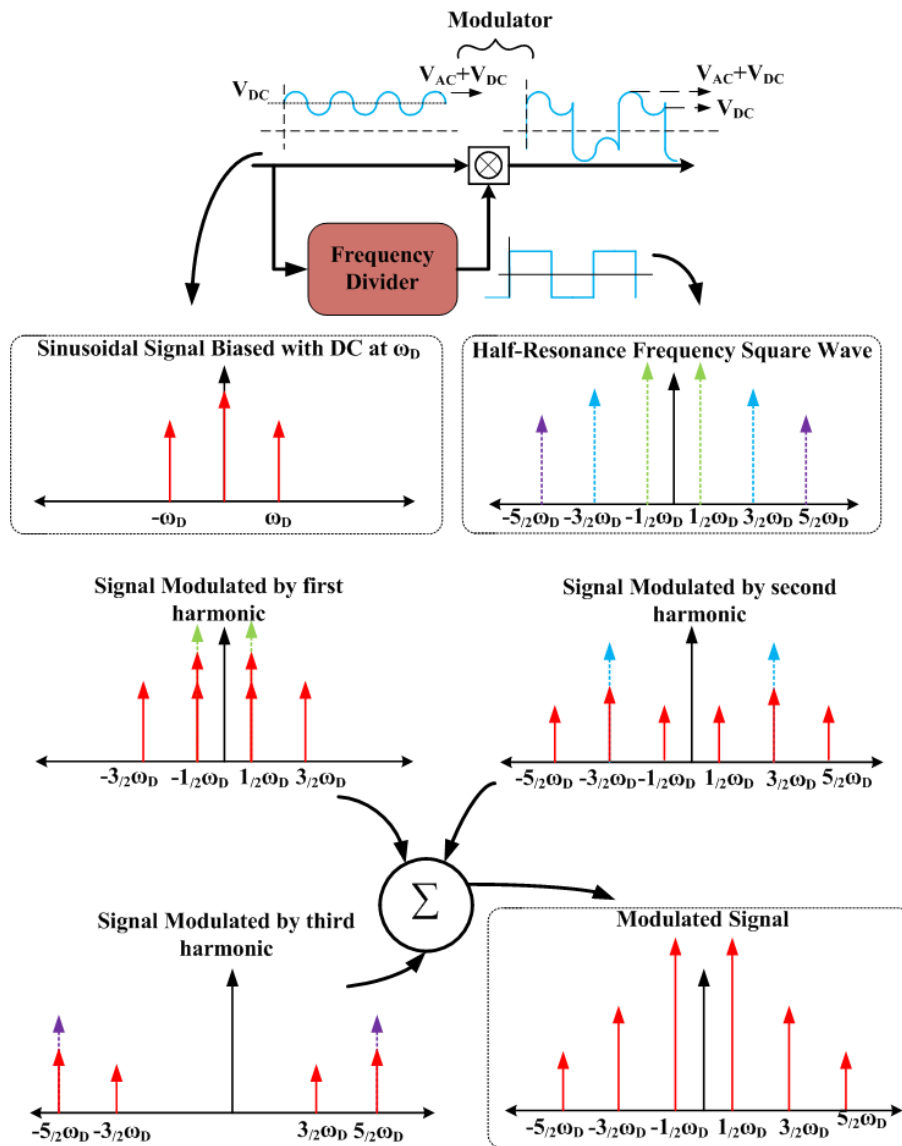 Modulator
V_DC
V_AC+V_DC
V_AC+V_DC
V_DC
Frequency
Divider
Sinusoidal Signal Biased with DC at ω_D
-ω_D ω_D
Half-Resonance Frequency Square Wave
-5/2ω_D -3/2ω_D -1/2ω_D 1/2ω_D 3/2ω_D 5/2ω_D
Signal Modulated by first
harmonic
-3/2ω_D -1/2ω_D 1/2ω_D 3/2ω_D
Signal Modulated by second
harmonic
-5/2ω_D -3/2ω_D -1/2ω_D 1/2ω_D 3/2ω_D 5/2ω_D
Σ
Signal Modulated by third
harmonic
-5/2ω_D -3/2ω_D 3/2ω_D 5/2ω_D
Modulated Signal
-5/2ω_D -3/2ω_D -1/2ω_D 1/2ω_D 3/2ω_D 5/2ω_D